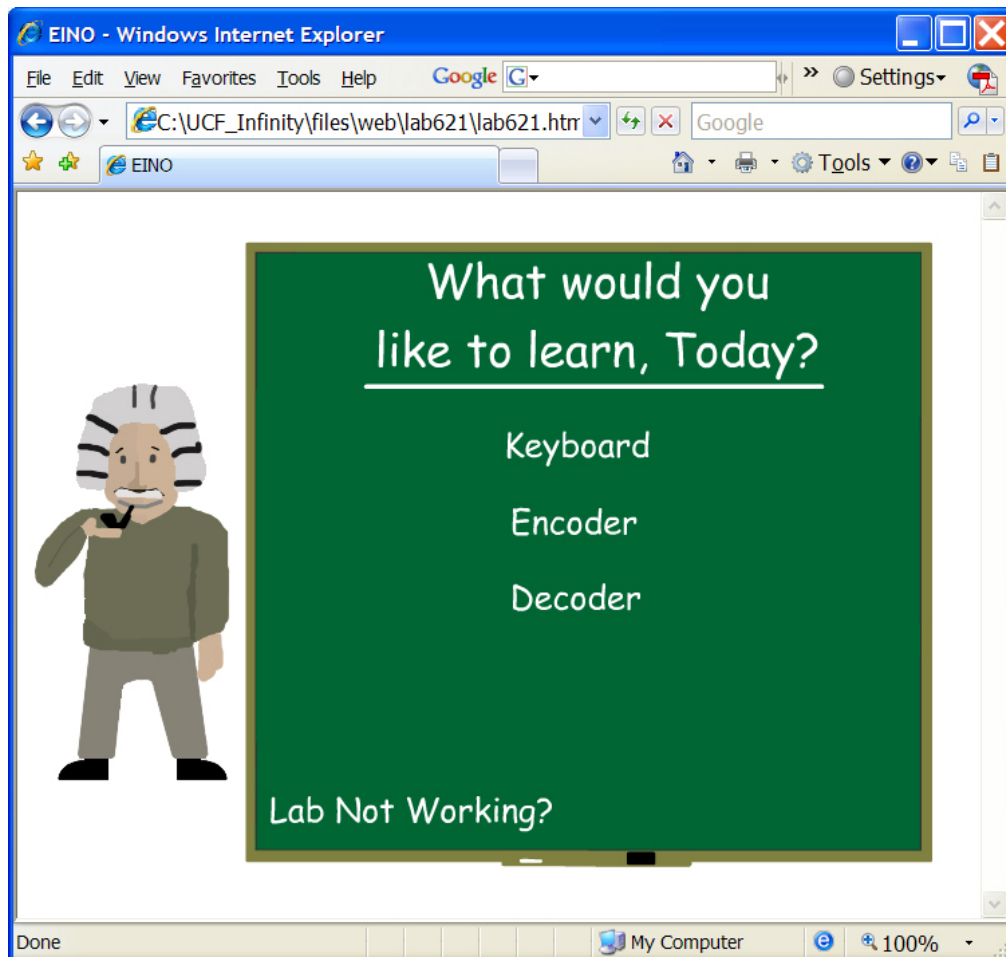 EINO - Windows Internet Explorer
File Edit View Favorites Tools Help Google G » Settings
C:\UCF_Infinity\files\web\lab621\lab621.htm Google
EINO Tools
What would you
like to learn, Today?
Keyboard
Encoder
Decoder
Lab Not Working?
Done My Computer 100%